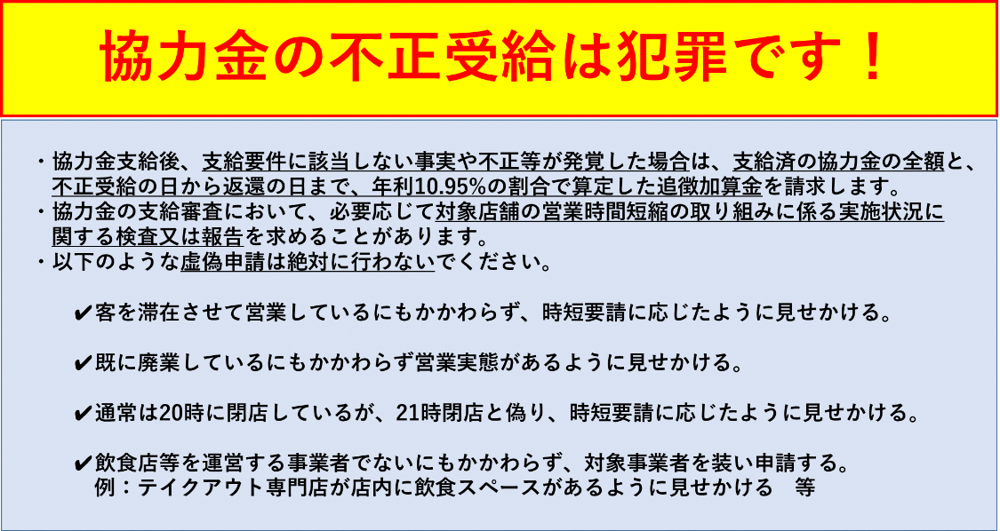 協力金の不正受給は犯罪です！
・協力金支給後、支給要件に該当しない事実や不正等が発覚した場合は、支給済の協力金の全額と、
不正受給の日から返還の日まで、年利10.95%の割合で算定した追徴加算金を請求します。
・協力金の支給審査において、必要応じて対象店舗の営業時間短縮の取り組みに係る実施状況に
関する検査又は報告を求めることがあります。
・以下のような虚偽申請は絶対に行わないでください。
✔客を滞在させて営業しているにもかかわらず、時短要請に応じたように見せかける。
✔既に廃業しているにもかかわらず営業実態があるように見せかける。
✔通常は20時に閉店しているが、21時閉店と偽り、時短要請に応じたように見せかける。
✔飲食店等を運営する事業者でないにもかかわらず、対象事業者を装い申請する。
例：テイクアウト専門店が店内に飲食スペースがあるように見せかける　等